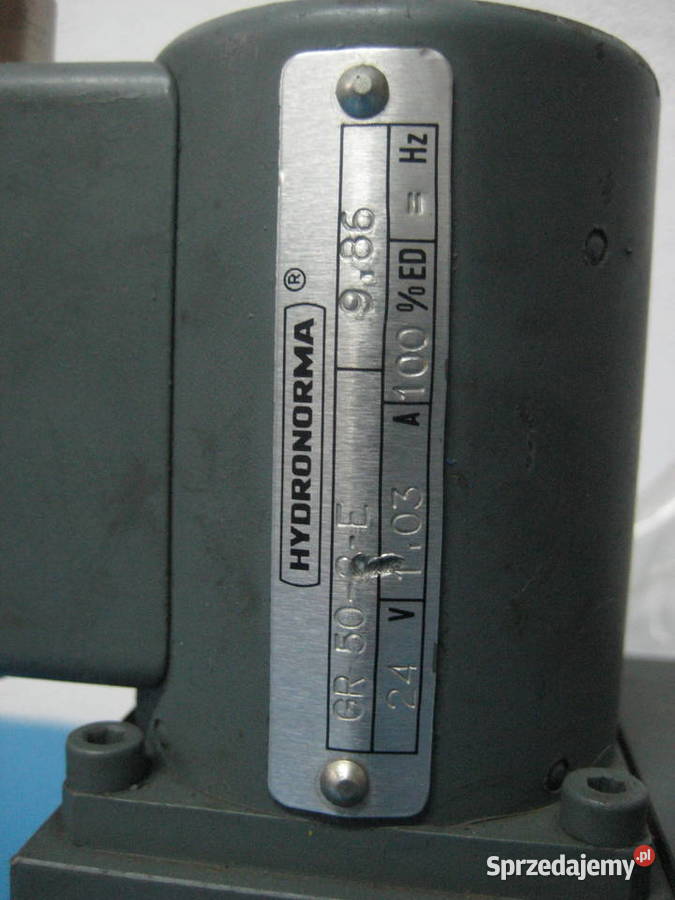 HYDRONORMA ®
GR 50- -E 9.86
24 V 1.03 A 100 %ED = Hz
Sprzedajemy.pl